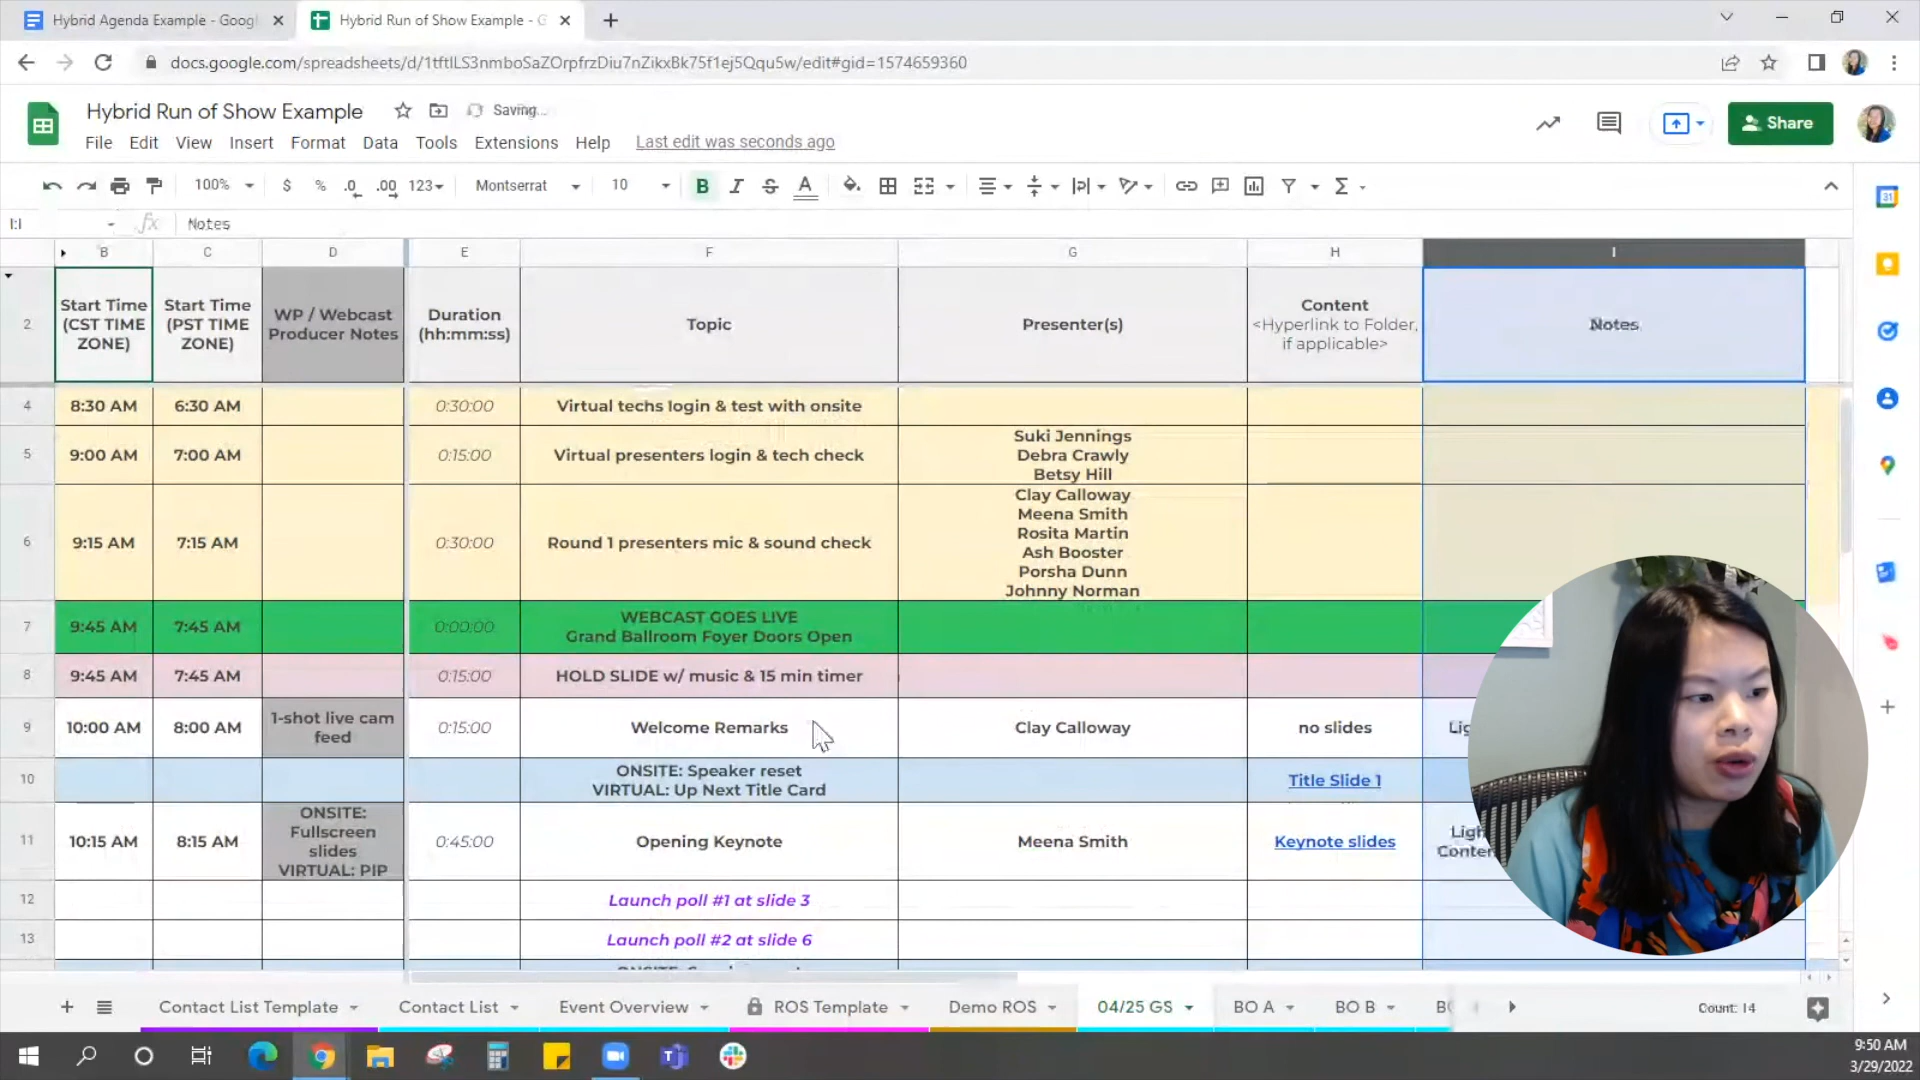 Hybrid Agenda Example - Googl
Hybrid Run of Show Example - G
docs.google.com/spreadsheets/d/1tftILS3nmboSaZOrpfrzDiu7nZikxBk75f1ej5Qqu5w/edit#gid=1574659360
Hybrid Run of Show Example
Saving...
File Edit View Insert Format Data Tools Extensions Help Last edit was seconds ago
Share
100% $ % .0 .00 123 Montserrat 10 B I S A Σ
I:I fx Notes
B C D E F G H I
2
Start Time
(CST TIME
ZONE)
Start Time
(PST TIME
ZONE)
WP / Webcast
Producer Notes
Duration
(hh:mm:ss)
Topic
Presenter(s)
Content
<Hyperlink to Folder,
if applicable>
Notes
4 8:30 AM 6:30 AM 0:30:00 Virtual techs login & test with onsite
5 9:00 AM 7:00 AM 0:15:00 Virtual presenters login & tech check
Suki Jennings
Debra Crawly
Betsy Hill
6 9:15 AM 7:15 AM 0:30:00 Round 1 presenters mic & sound check
Clay Calloway
Meena Smith
Rosita Martin
Ash Booster
Porsha Dunn
Johnny Norman
7 9:45 AM 7:45 AM 0:00:00
WEBCAST GOES LIVE
Grand Ballroom Foyer Doors Open
8 9:45 AM 7:45 AM 0:15:00 HOLD SLIDE w/ music & 15 min timer
9 10:00 AM 8:00 AM
1-shot live cam
feed
0:15:00 Welcome Remarks Clay Calloway no slides
10
ONSITE: Speaker reset
VIRTUAL: Up Next Title Card
Title Slide 1
11 10:15 AM 8:15 AM
ONSITE:
Fullscreen
slides
VIRTUAL: PIP
0:45:00 Opening Keynote Meena Smith Keynote slides
12 Launch poll #1 at slide 3
13 Launch poll #2 at slide 6
Contact List Template Contact List Event Overview ROS Template Demo ROS 04/25 GS BO A BO B Count: 14
9:50 AM
3/29/2022